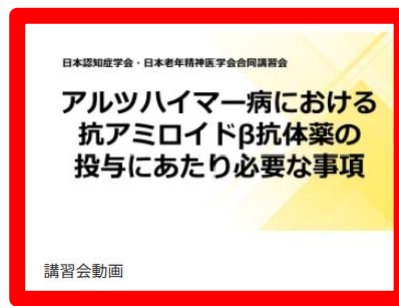 日本認知症学会・日本老年精神医学会合同講習会
アルツハイマー病における
抗アミロイドβ抗体薬の
投与にあたり必要な事項
講習会動画